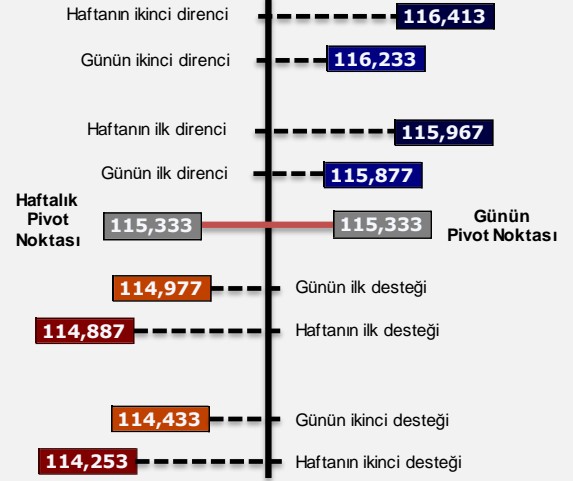 Haftanın ikinci direnci 116,413
Günün ikinci direnci 116,233
Haftanın ilk direnci 115,967
Günün ilk direnci 115,877
Haftalık
Pivot
Noktası
115,333
115,333
Günün
Pivot Noktası
114,977 Günün ilk desteği
114,887 Haftanın ilk desteği
114,433 Günün ikinci desteği
114,253 Haftanın ikinci desteği